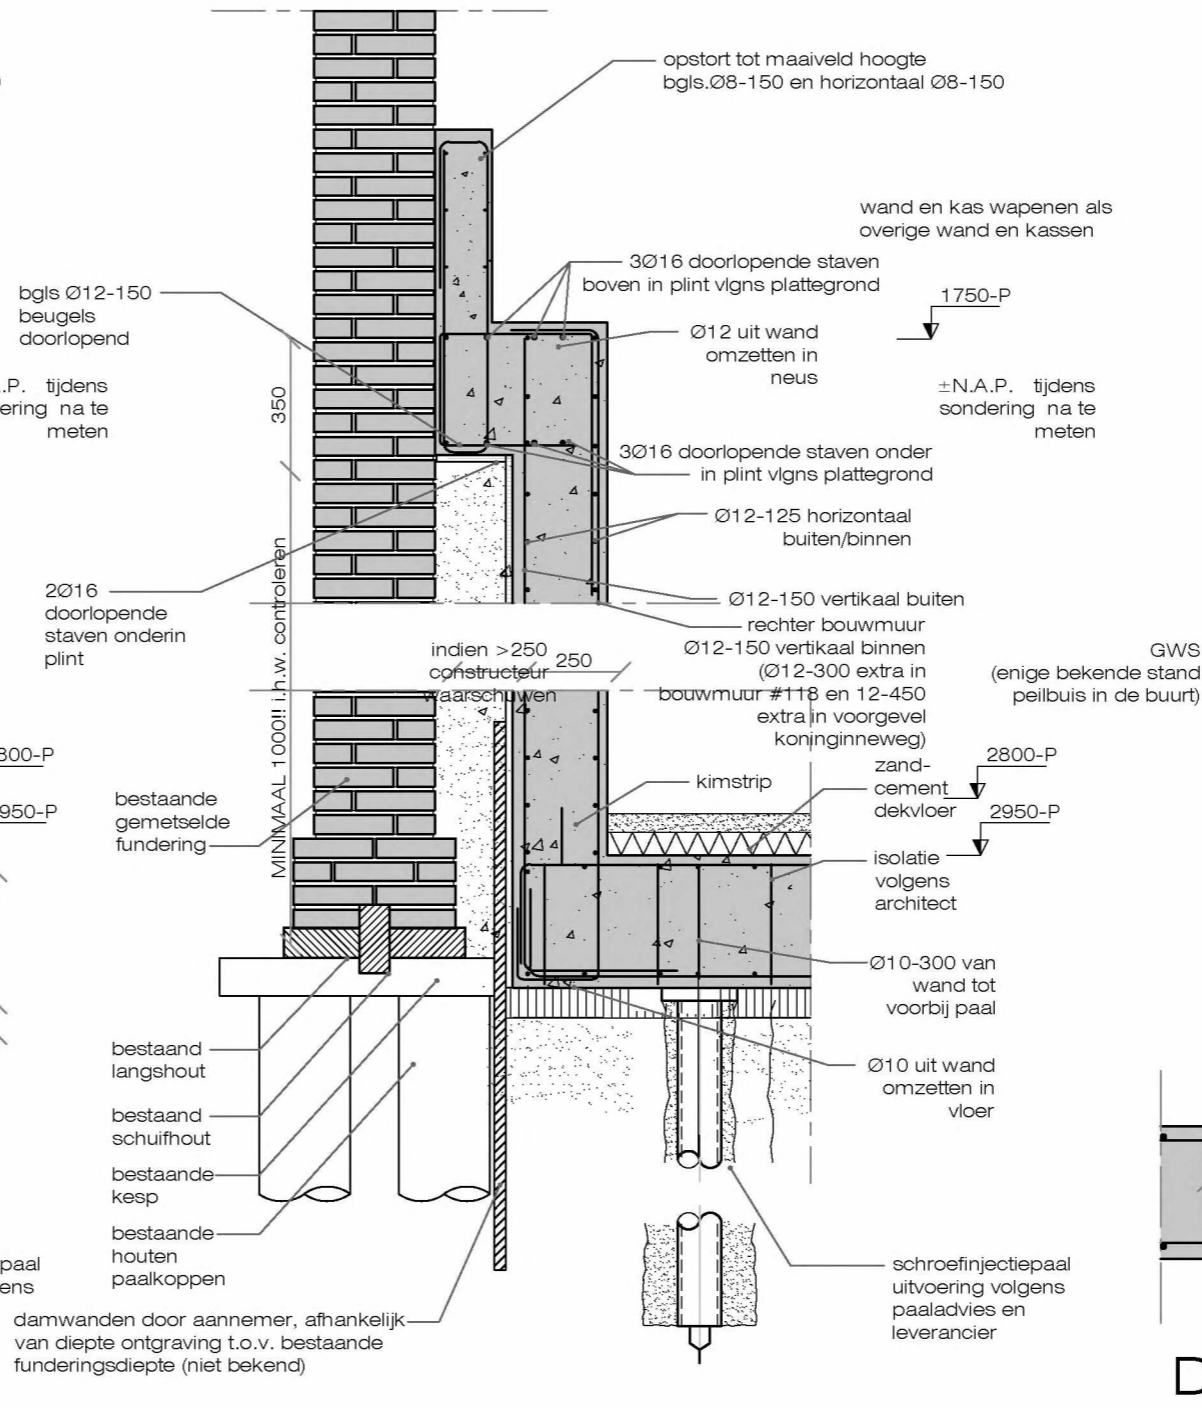 opstort tot maaiveld hoogte
bgls.Ø8-150 en horizontaal Ø8-150
wand en kas wapenen als
overige wand en kassen
3Ø16 doorlopende staven
boven in plint vlgns plattegrond
bgls Ø12-150
beugels
doorlopend
1750-P
Ø12 uit wand
omzetten in
neus
.P. tijdens
ering na te
meten
350
±N.A.P. tijdens
sondering na te
meten
3Ø16 doorlopende staven onder
in plint vlgns plattegrond
Ø12-125 horizontaal
buiten/binnen
MINIMAAL 1000!! i.h.w. controleren
2Ø16
doorlopende
staven onderin
plint
Ø12-150 vertikaal buiten
rechter bouwmuur
Ø12-150 vertikaal binnen
(Ø12-300 extra in
bouwmuur #118 en 12-450
extra in voorgevel
koninginneweg)
indien >250
constructeur
waarschuwen
250
GWS
(enige bekende stand
peilbuis in de buurt)
800-P
950-P
bestaande
gemetselde
fundering
kimstrip
zand-
cement
dekvloer
2800-P
2950-P
isolatie
volgens
architect
Ø10-300 van
wand tot
voorbij paal
bestaand
langshout
Ø10 uit wand
omzetten in
vloer
bestaand
schuifhout
bestaande
kesp
bestaande
houten
paalkoppen
paal
ens
schroefinjectiepaal
uitvoering volgens
paaladvies en
leverancier
damwanden door aannemer, afhankelijk
van diepte ontgraving t.o.v. bestaande
funderingsdiepte (niet bekend)
D